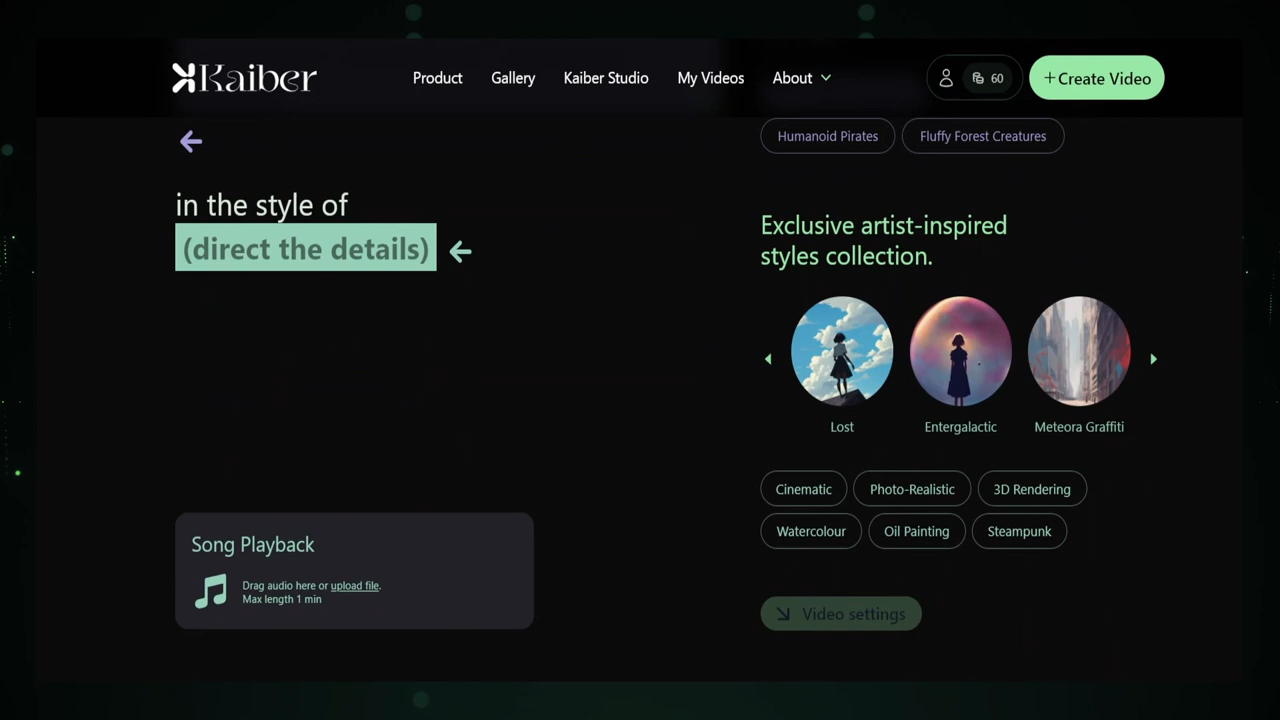 Kaiber
Product
Gallery
Kaiber Studio
My Videos
About
60
+Create Video
Humanoid Pirates
Fluffy Forest Creatures
in the style of
(direct the details)
Exclusive artist-inspired
styles collection.
Lost
Entergalactic
Meteora Graffiti
Cinematic
Photo-Realistic
3D Rendering
Watercolour
Oil Painting
Steampunk
Song Playback
Drag audio here or upload file.
Max length 1 min
Video settings